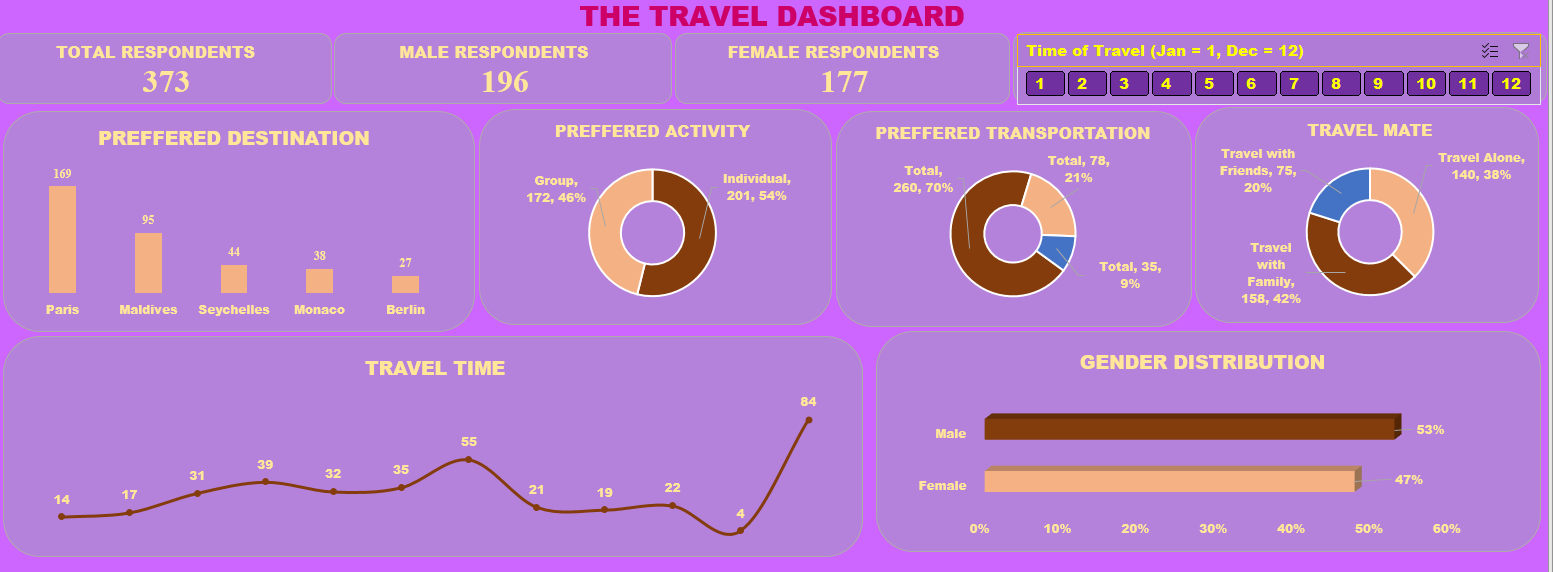 THE TRAVEL DASHBOARD
TOTAL RESPONDENTS
373
MALE RESPONDENTS
196
FEMALE RESPONDENTS
177
Time of Travel (Jan = 1, Dec = 12)
1 2 3 4 5 6 7 8 9 10 11 12
PREFFERED DESTINATION
169
95
44
38
27
Paris Maldives Seychelles Monaco Berlin
PREFFERED ACTIVITY
Group,
172, 46%
Individual,
201, 54%
PREFFERED TRANSPORTATION
Total,
260, 70%
Total, 78,
21%
Total, 35,
9%
TRAVEL MATE
Travel with
Friends, 75,
20%
Travel Alone,
140, 38%
Travel
with
Family,
158, 42%
TRAVEL TIME
14
17
31
39
32
35
55
21
19
22
4
84
GENDER DISTRIBUTION
Male 53%
Female 47%
0% 10% 20% 30% 40% 50% 60%